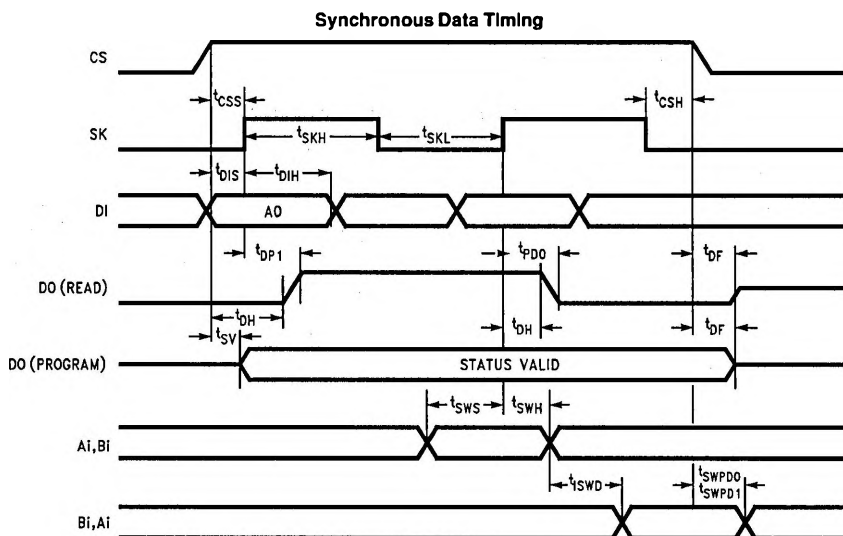 Synchronous Data Timing
CS
tCSS
tCSH
SK
tSKH
tSKL
tDIS
tDIH
DI
A0
tDP1
tPD0
tDF
DO (READ)
tDH
tDH
tDF
tSV
DO (PROGRAM)
STATUS VALID
tSWS
tSWH
Ai,Bi
tISWD
tSWPD0
tSWPD1
Bi,Ai